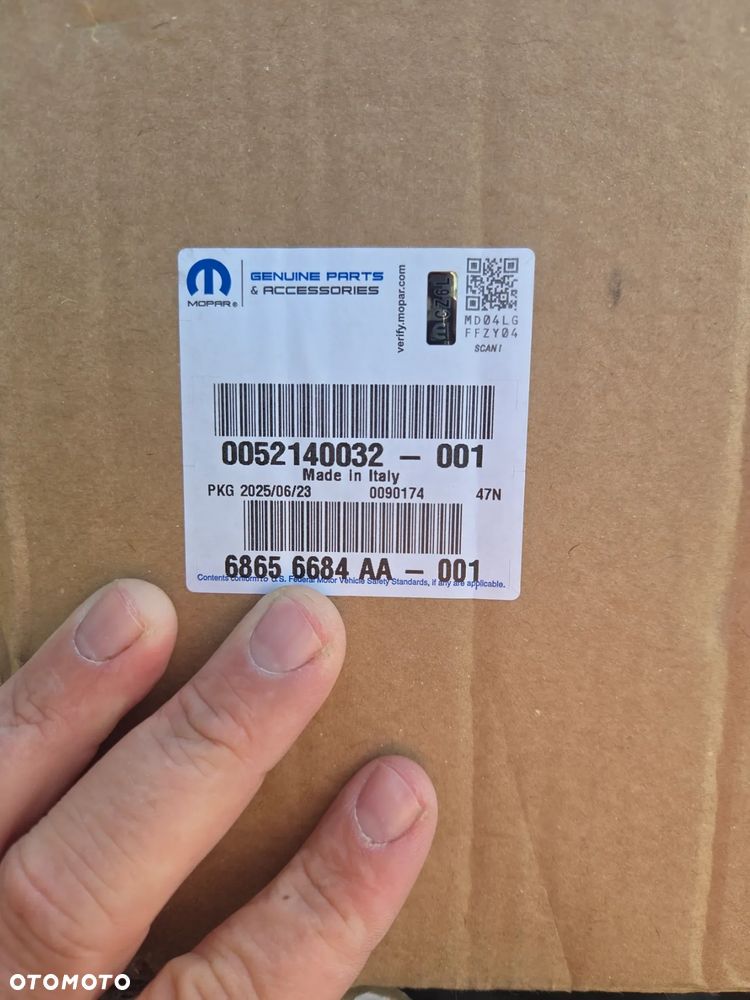 MOPAR®
GENUINE PARTS
& ACCESSORIES
verify.mopar.com
CZ6L
MD04LG
FFZY04
SCAN!
0052140032 – 001
Made in Italy
PKG 2025/06/23 0090174 47N
6865 6684 AA – 001
Contents conform to U.S. Federal Motor Vehicle Safety Standards, if any are applicable.
OTOMOTO